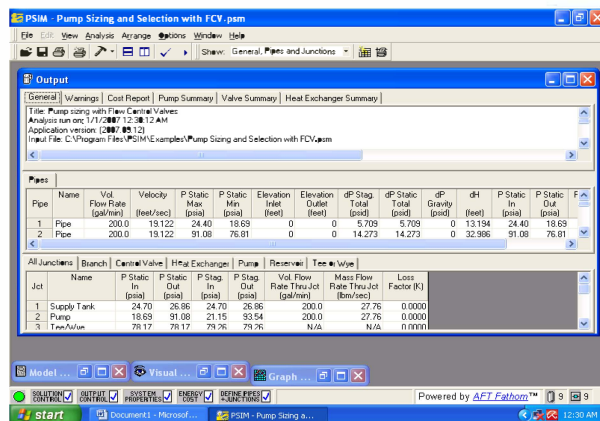 PSIM - Pump Sizing and Selection with FCV.psm
File Edit View Analysis Arrange Options Window Help
Show: General, Pipes and Junctions
Output
General Warnings Cost Report Pump Summary Valve Summary Heat Exchanger Summary
Title: Pump sizing with Flow Control Valves
Analysis run on: 1/1/2007 12:30:12 AM
Application version: (2007.09.12)
Input File: C:\Program Files\PSIM\Examples\Pump Sizing and Selection with FCV.psm
Pipes
Pipe Name Vol. Flow Rate (gal/min) Velocity (feet/sec) P Static Max (psia) P Static Min (psia) Elevation Inlet (feet) Elevation Outlet (feet) dP Stag. Total (psid) dP Static Total (psid) dP Gravity (psid) dH (feet) P Static In (psia) P Static Out (psia)
1 Pipe 200.0 19.122 24.40 18.69 0 0 5.709 5.709 0 13.194 24.40 18.69
2 Pipe 200.0 19.122 91.08 76.81 0 0 14.273 14.273 0 32.986 91.08 76.81
All Junctions Branch Control Valve Heat Exchanger Pump Reservoir Tee or Wye
Jct Name P Static In (psia) P Static Out (psia) P Stag. In (psia) P Stag. Out (psia) Vol. Flow Rate Thru Jct (gal/min) Mass Flow Rate Thru Jct (lbm/sec) Loss Factor (K)
1 Supply Tank 24.70 26.86 24.70 26.86 200.0 27.76 0.0000
2 Pump 18.69 91.08 21.15 93.54 200.0 27.76 0.0000
3 Tee/Wye 78.17 78.17 79.26 79.26 N/A N/A 0.0000
Model ... Visual ... Graph ...
SOLUTION CONTROL OUTPUT CONTROL SYSTEM PROPERTIES ENERGY COST DEFINE PIPES +JUNCTIONS Powered by AFT Fathom™ 9 9
start Document1 - Microsof... PSIM - Pump Sizing a... 12:30 AM